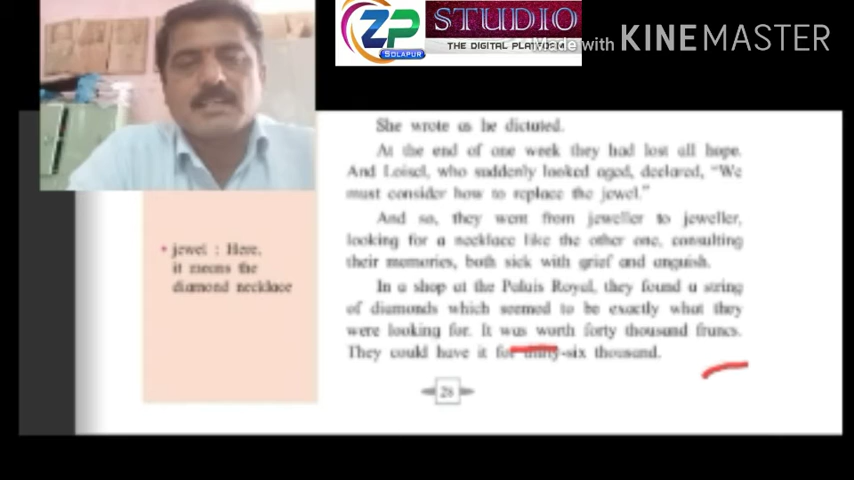 ZP
SOLAPUR
STUDIO
THE DIGITAL PLATFORM
Made with KINEMASTER
She wrote as he dictated.
At the end of one week they had lost all hope.
And Loisel, who suddenly looked aged, declared, “We
must consider how to replace the jewel.”
And so, they went from jeweller to jeweller,
looking for a necklace like the other one, consulting
their memories, both sick with grief and anguish.
In a shop at the Palais Royal, they found a string
of diamonds which seemed to be exactly what they
were looking for. It was worth forty thousand francs.
They could have it for thirty-six thousand.
• jewel : Here,
it means the
diamond necklace
28